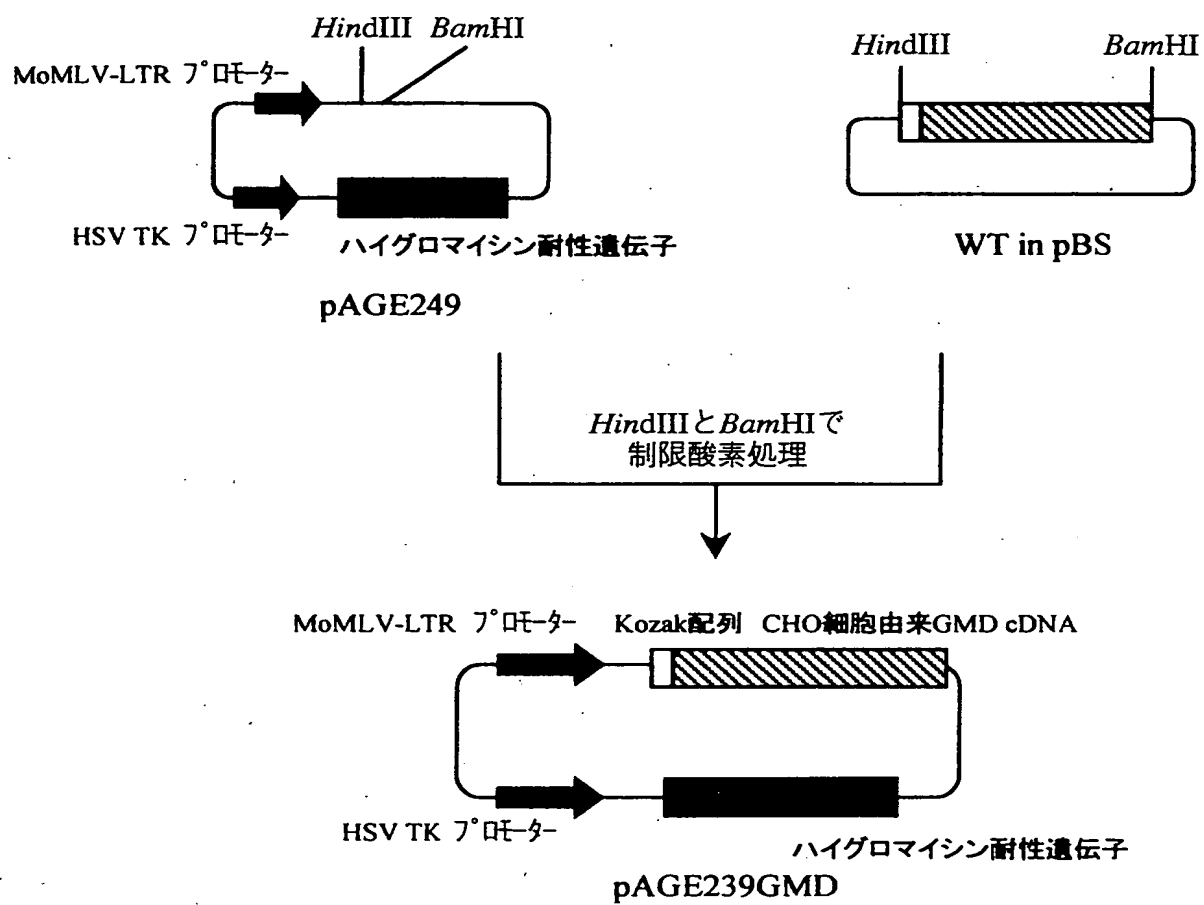 HindIII BamHI
MoMLV-LTR プロモーター
HSV TK プロモーター
ハイグロマイシン耐性遺伝子
pAGE249
HindIII BamHI
WT in pBS
HindIIIとBamHIで
制限酸素処理
MoMLV-LTR プロモーター Kozak配列 CHO細胞由来GMD cDNA
HSV TK プロモーター
ハイグロマイシン耐性遺伝子
pAGE239GMD